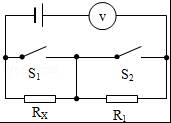 V
S₁ S₂
Rₓ R₁